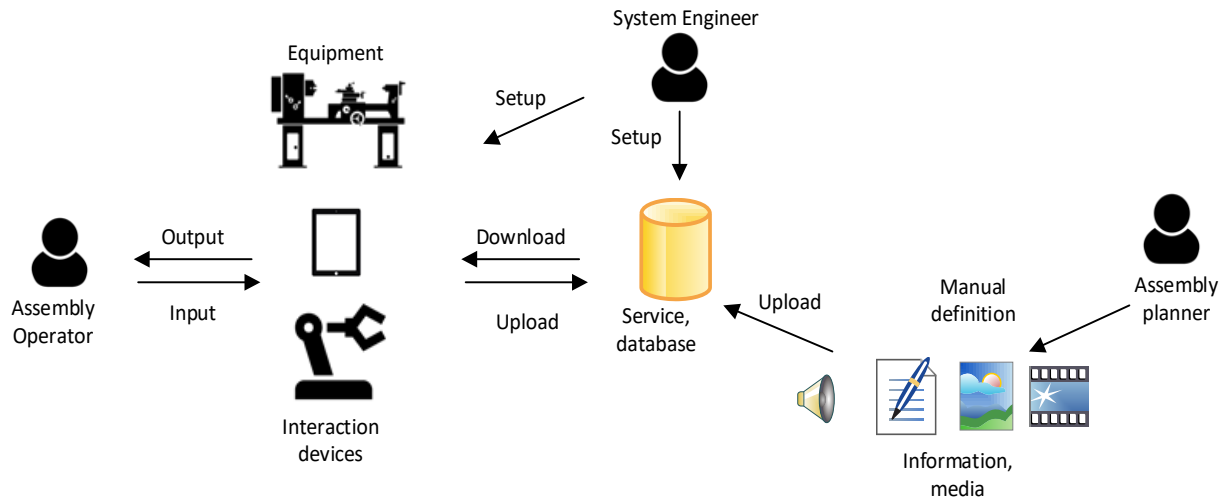 System Engineer
Equipment
Setup
Setup
Output
Input
Assembly
Operator
Download
Upload
Service,
database
Interaction
devices
Upload
Manual
definition
Assembly
planner
Information,
media